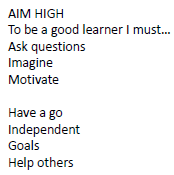 AIM HIGH
To be a good learner I must...
Ask questions
Imagine
Motivate

Have a go
Independent
Goals
Help others